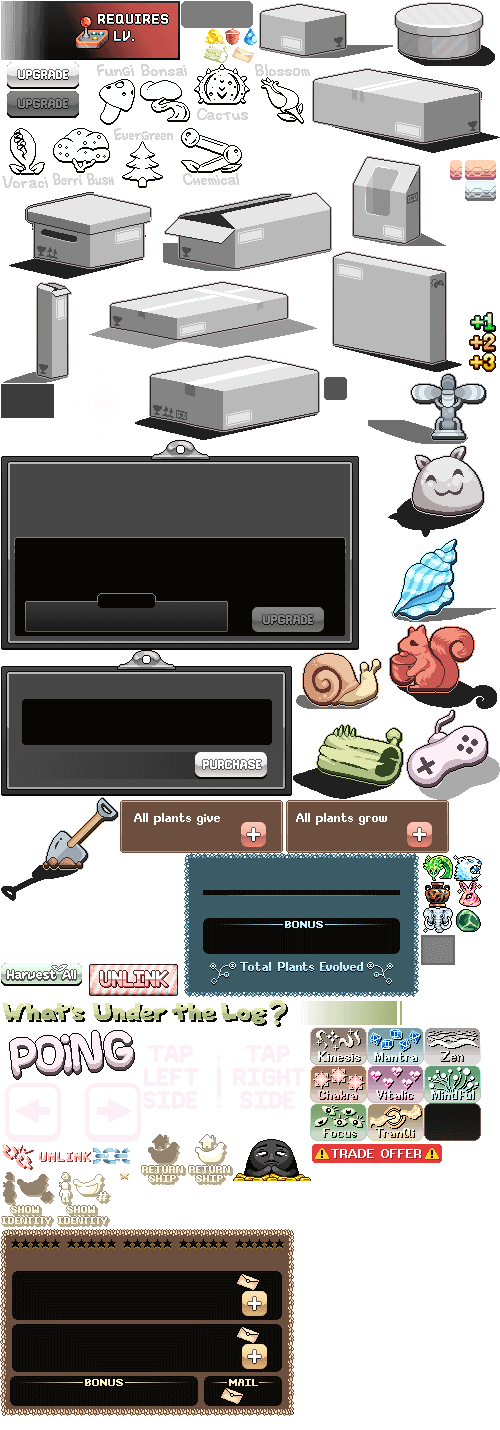 REQUIRES
LV.
UPGRADE
UPGRADE
Fungi Bonsai
Blossom
Cactus
EverGreen
Voraci Berri Bush
Chemical
+1
+2
+3
UPGRADE
PURCHASE
All plants give
All plants grow
BONUS
Total Plants Evolved
Harvest All
UNLINK
What's Under the Log?
POING
TAP
LEFT
SIDE
TAP
RIGHT
SIDE
!
!
Kinesis
Mantra
Zen
Chakra
Vitalic
Mindful
Focus
TranQi
UNLINK
RETURN
SHIP
RETURN
SHIP
TRADE OFFER
SHOW
IDENTITY
SHOW
IDENTITY
BONUS
MAIL